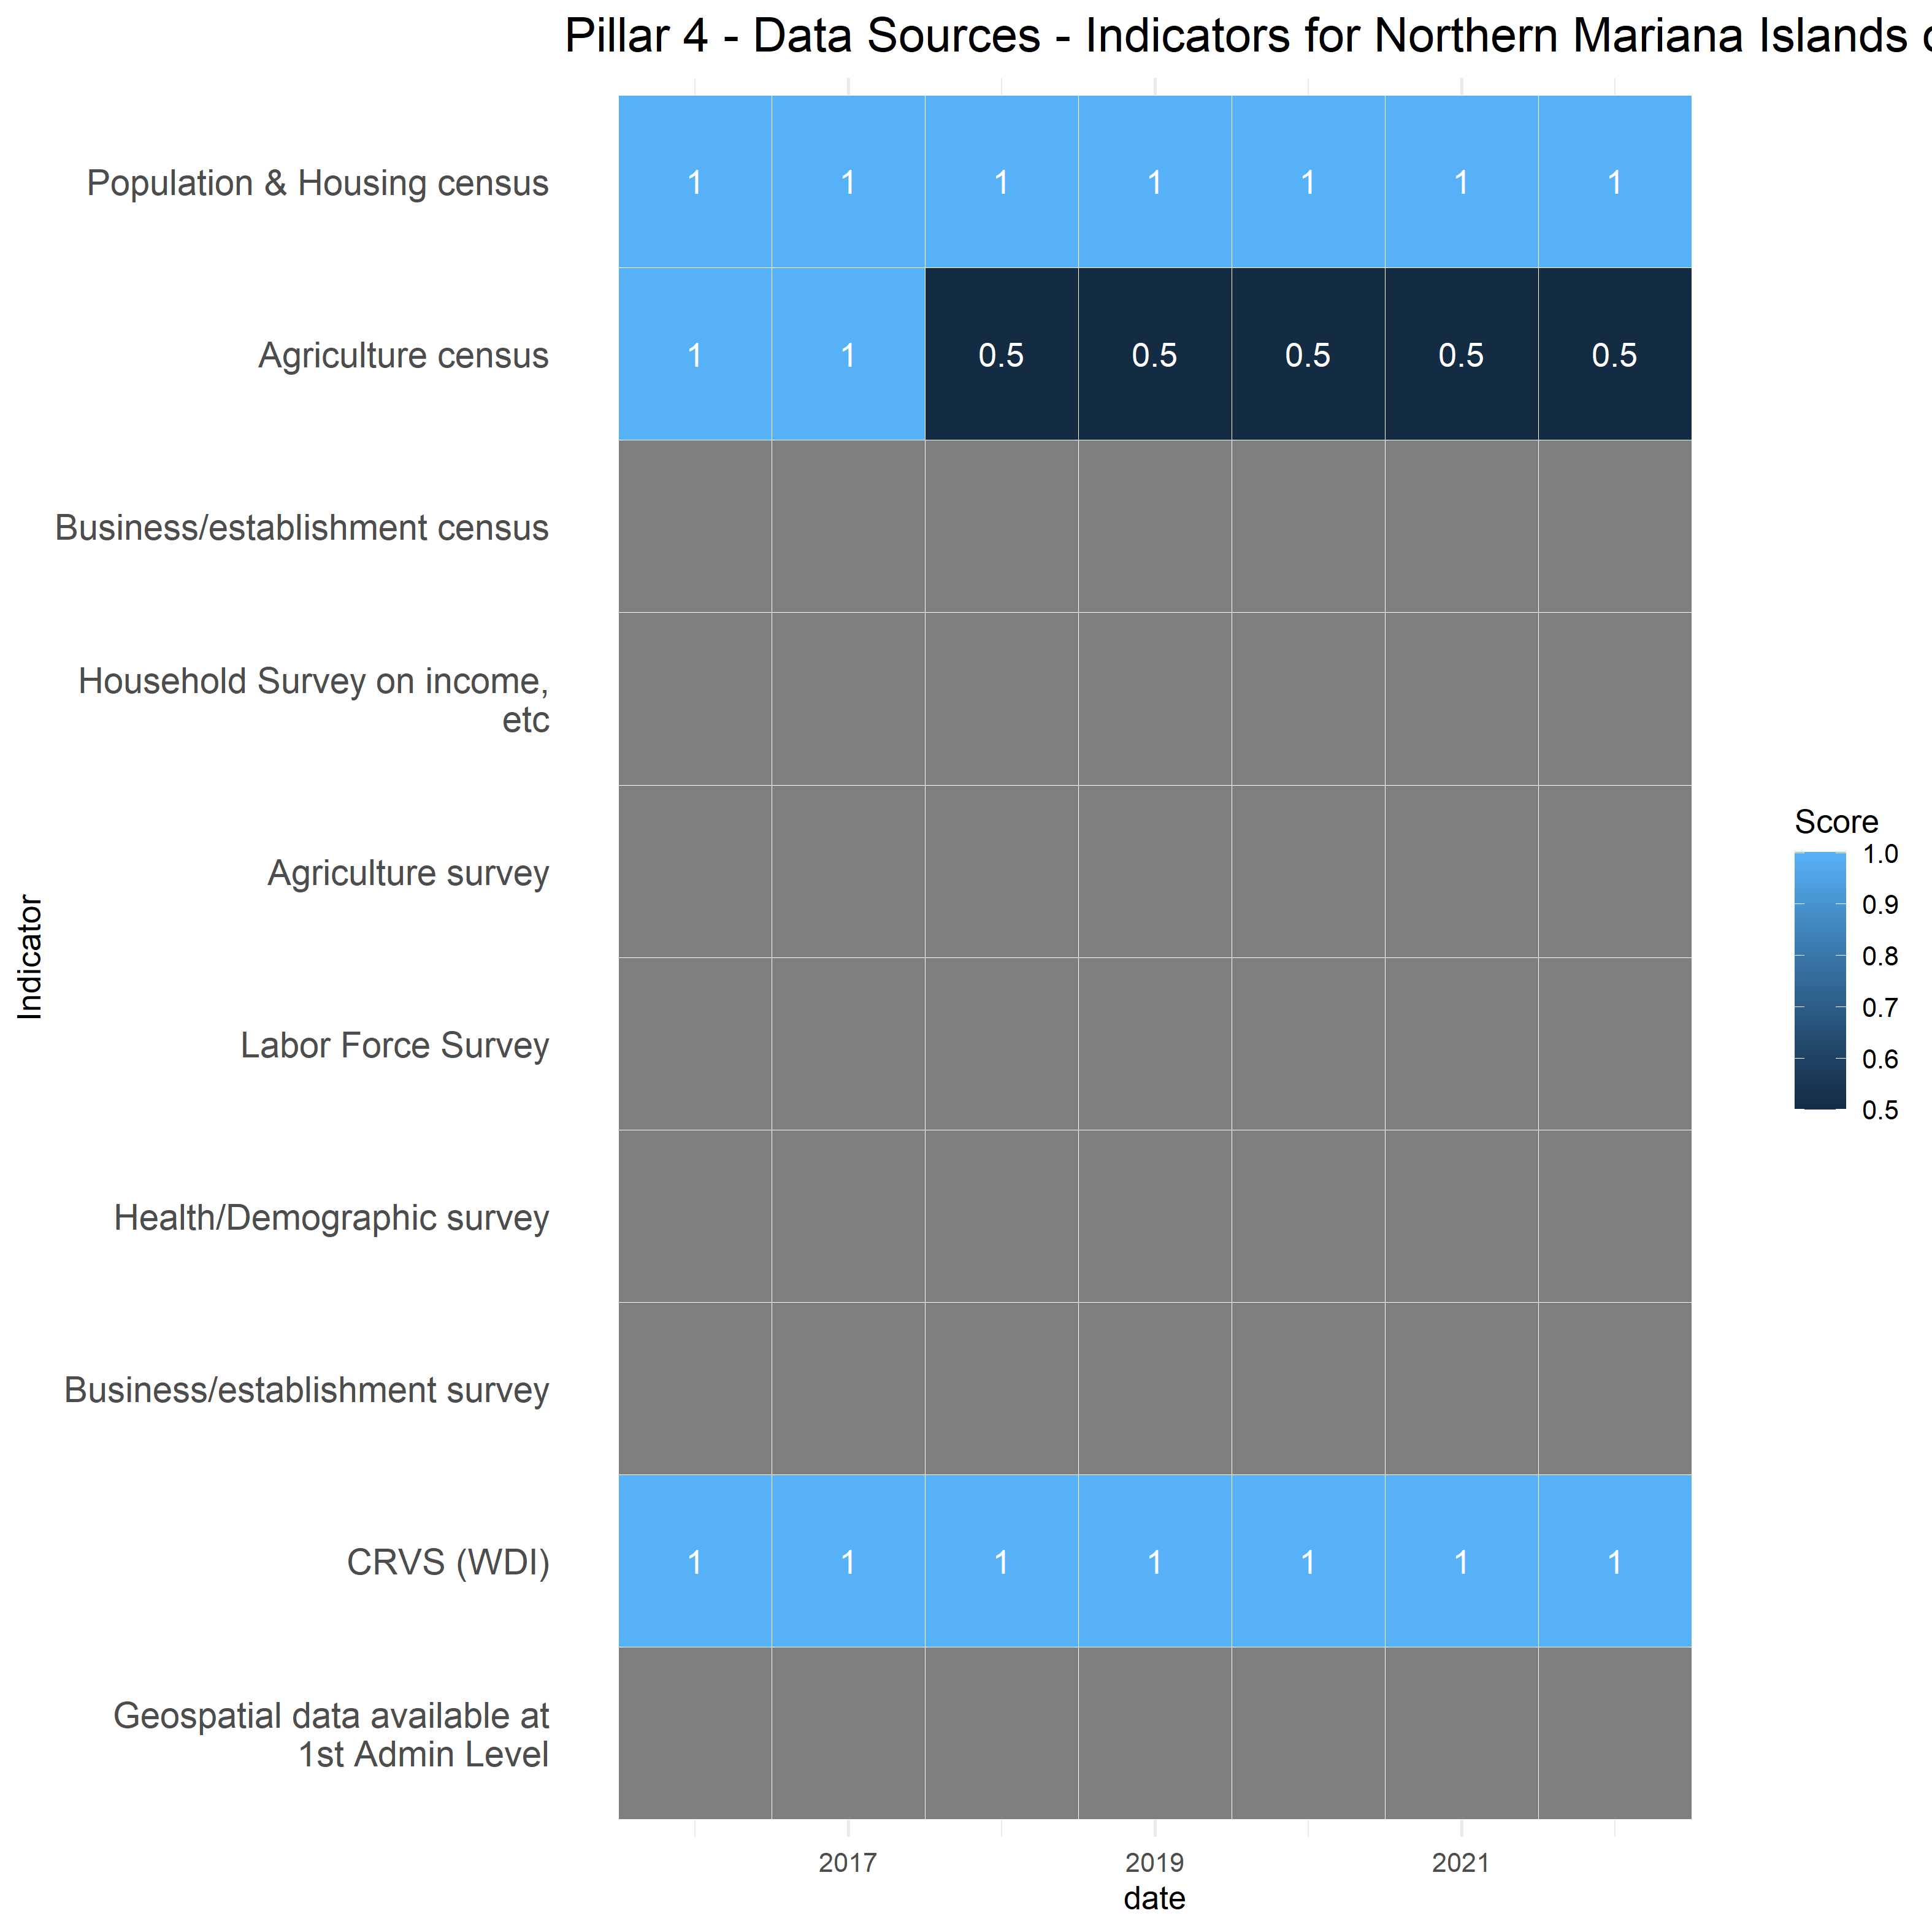 Pillar 4 - Data Sources - Indicators for Northern Mariana Islands
Population & Housing census
1 1 1 1 1 1 1
Agriculture census
1 1 0.5 0.5 0.5 0.5 0.5
Business/establishment census
Household Survey on income,
etc
Agriculture survey
Labor Force Survey
Health/Demographic survey
Business/establishment survey
CRVS (WDI)
1 1 1 1 1 1 1
Geospatial data available at
1st Admin Level
Indicator
2017 2019 2021
date
Score
1.0
0.9
0.8
0.7
0.6
0.5